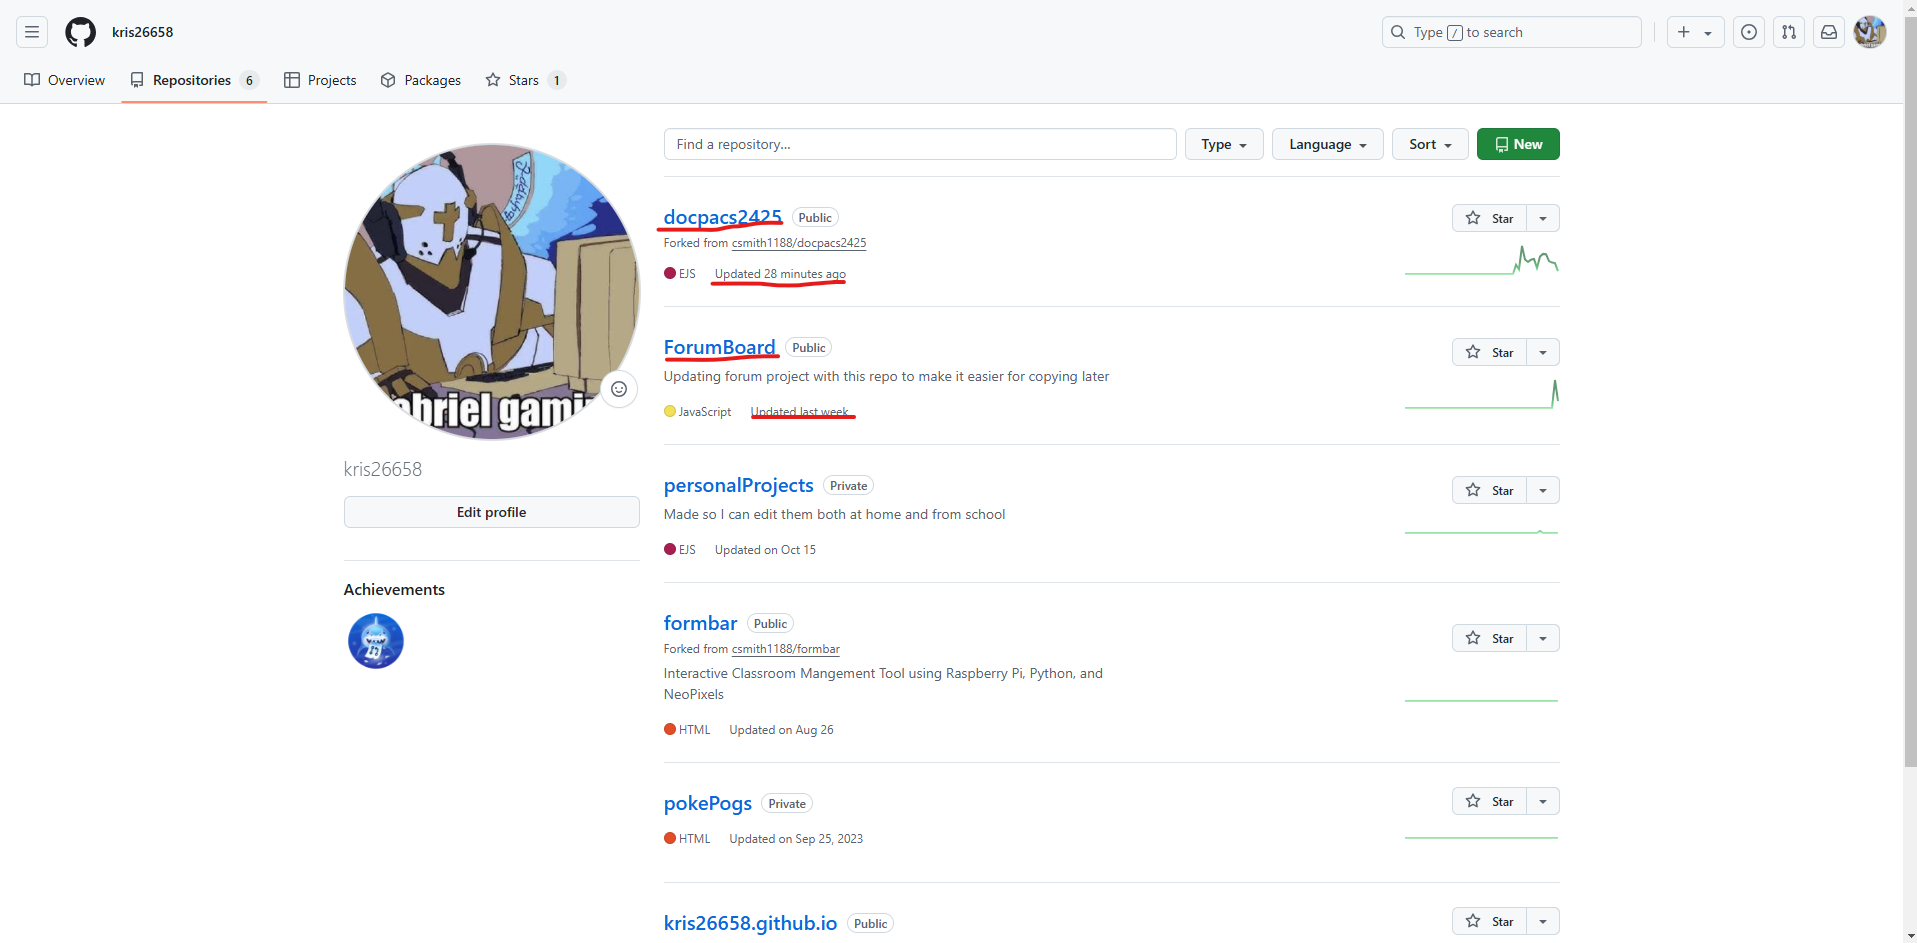 kris26658
Type / to search
Overview
Repositories 6
Projects
Packages
Stars 1
Find a repository...
Type
Language
Sort
New
docpacs2425 Public
Star
Forked from csmith1188/docpacs2425
EJS Updated 28 minutes ago
ForumBoard Public
Star
Updating forum project with this repo to make it easier for copying later
JavaScript Updated last week
kris26658
Edit profile
Achievements
personalProjects Private
Star
Made so I can edit them both at home and from school
EJS Updated on Oct 15
formbar Public
Star
Forked from csmith1188/formbar
Interactive Classroom Mangement Tool using Raspberry Pi, Python, and
NeoPixels
HTML Updated on Aug 26
pokePogs Private
Star
HTML Updated on Sep 25, 2023
kris26658.github.io Public
Star